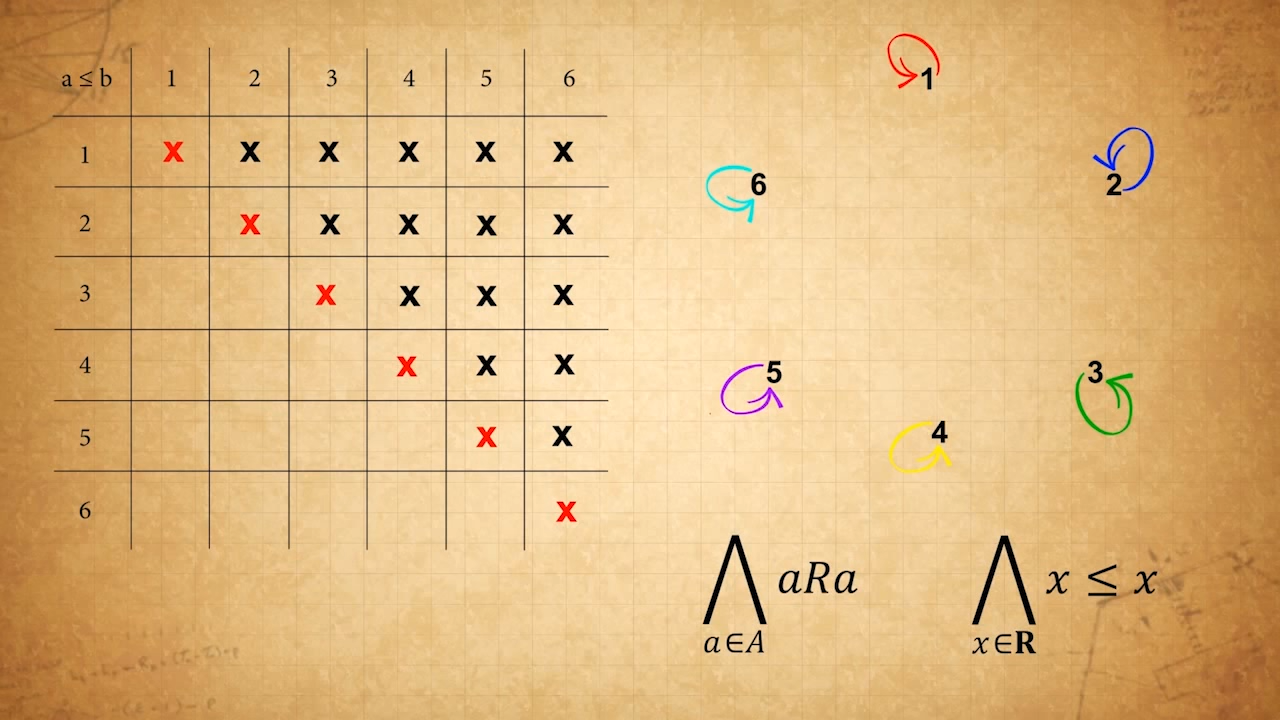 a ≤ b 1 2 3 4 5 6
1 x x x x x x
2 x x x x x
3 x x x x
4 x x x
5 x x
6 x
1
2
6
5
3
4
⋀ aRa
a∈A
⋀ x ≤ x
x∈R